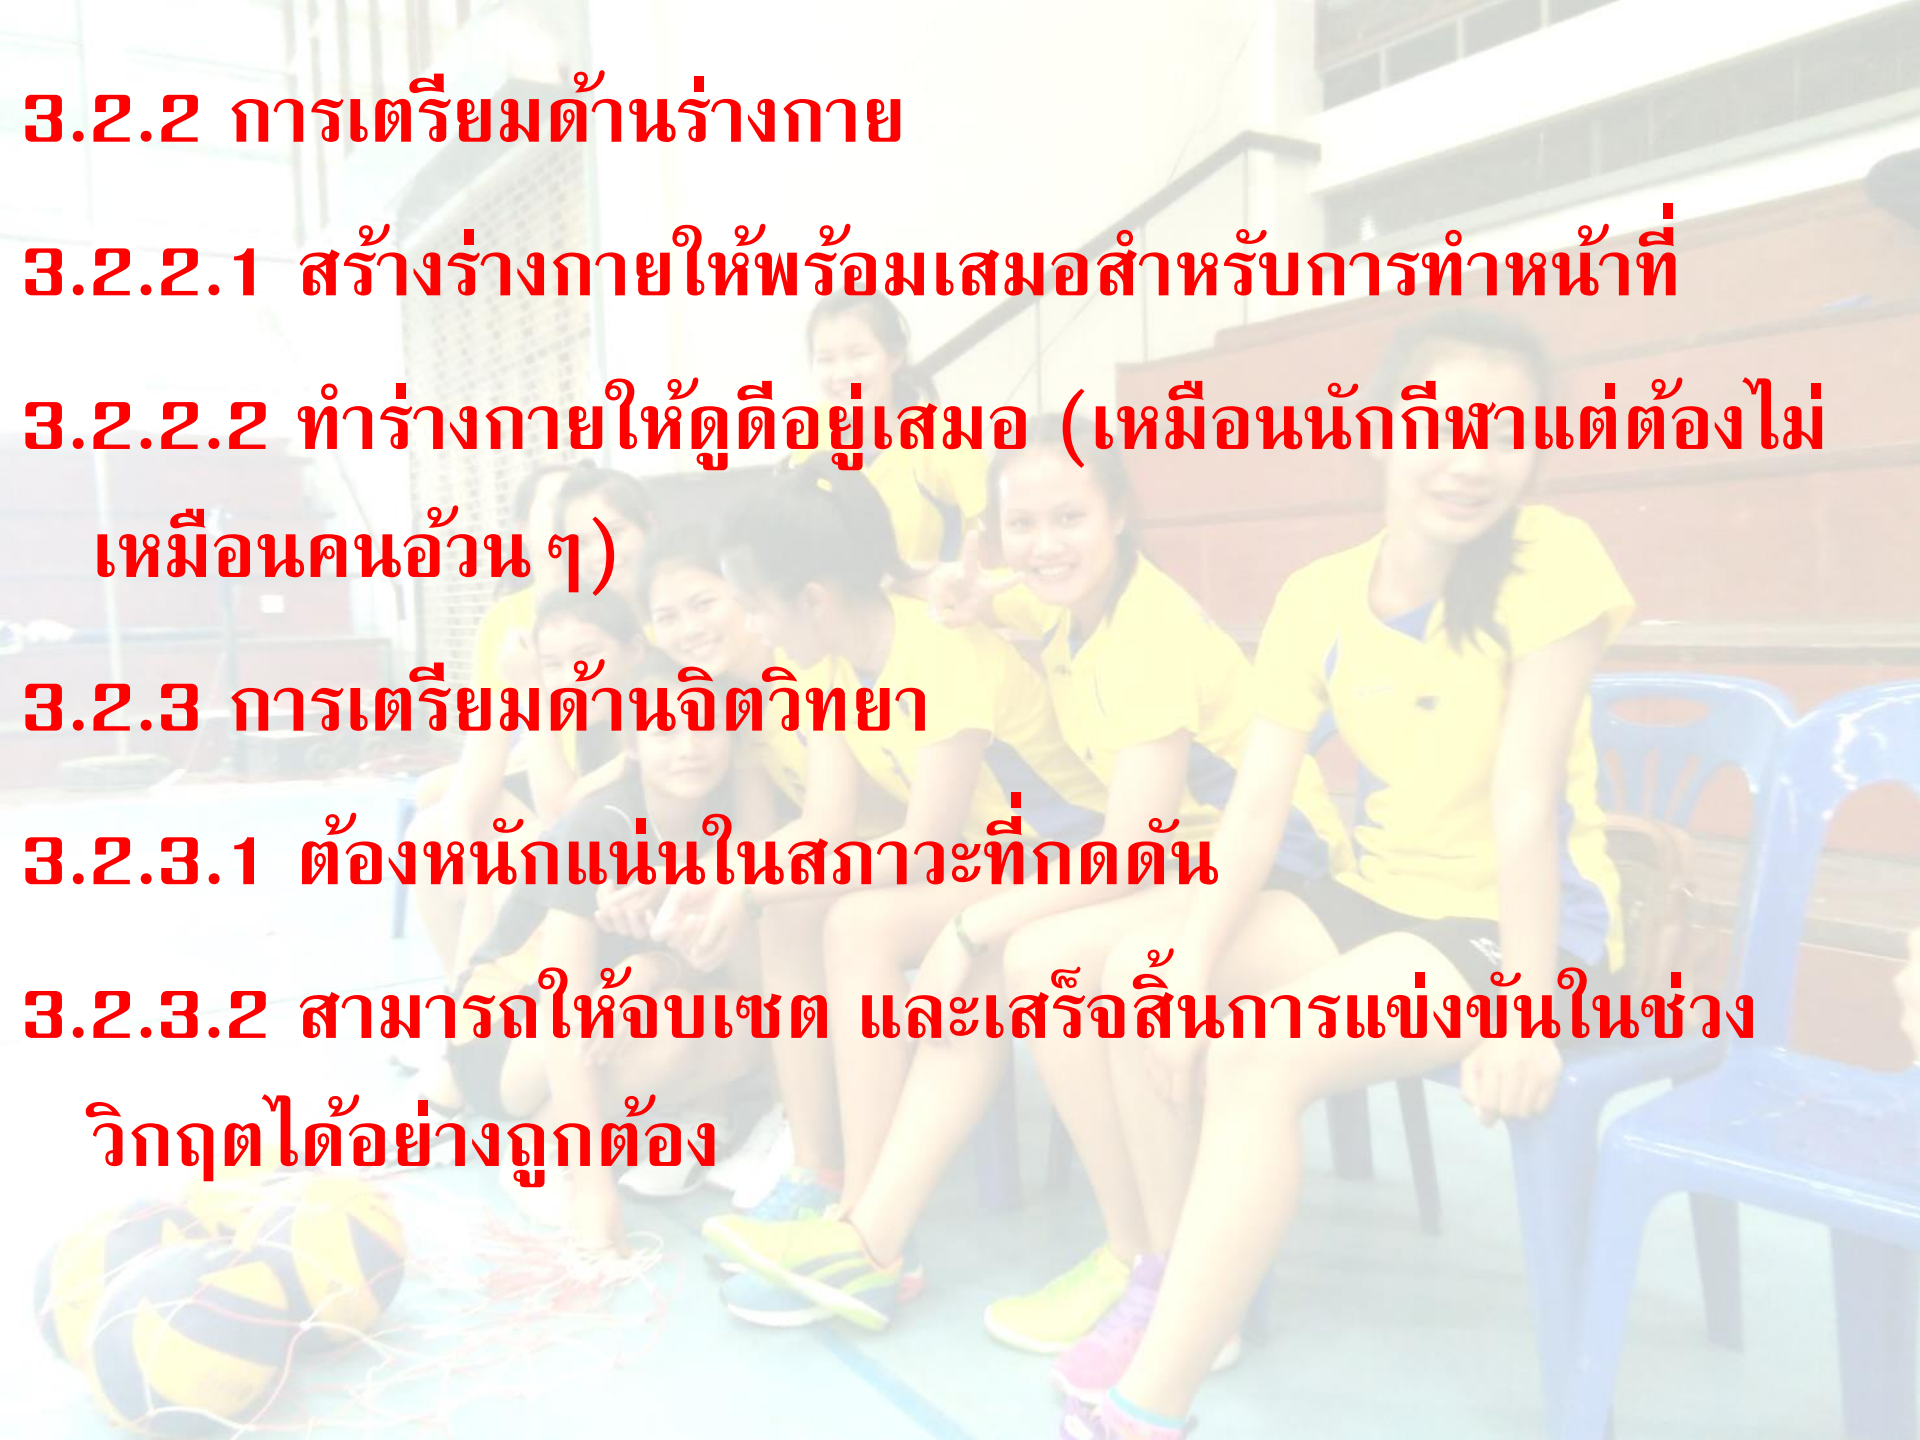 3.2.2 การเตรียมด้านร่างกาย
3.2.2.1 สร้างร่างกายให้พร้อมเสมอสำหรับการทำหน้าที่
3.2.2.2 ทำร่างกายให้ดูดีอยู่เสมอ (เหมือนนักกีฬาแต่ต้องไม่
เหมือนคนอ้วน ๆ)
3.2.3 การเตรียมด้านจิตวิทยา
3.2.3.1 ต้องหนักแน่นในสภาวะที่กดดัน
3.2.3.2 สามารถให้จบเซต และเสร็จสิ้นการแข่งขันในช่วง
วิกฤตได้อย่างถูกต้อง